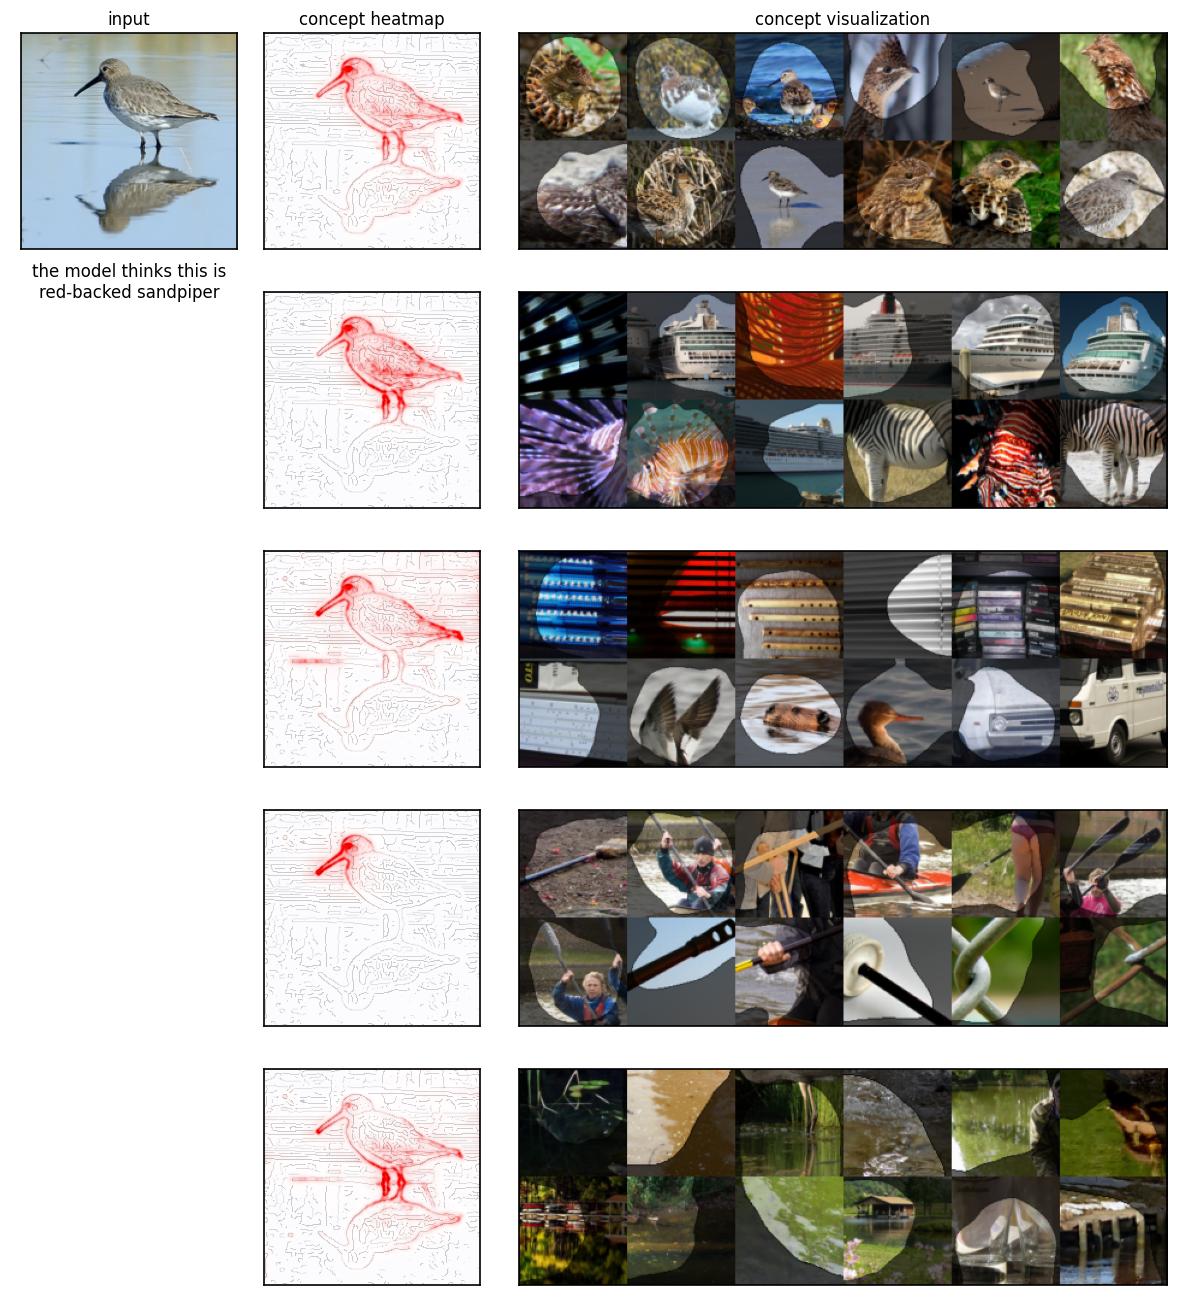 input
concept heatmap
concept visualization
the model thinks this is
red-backed sandpiper